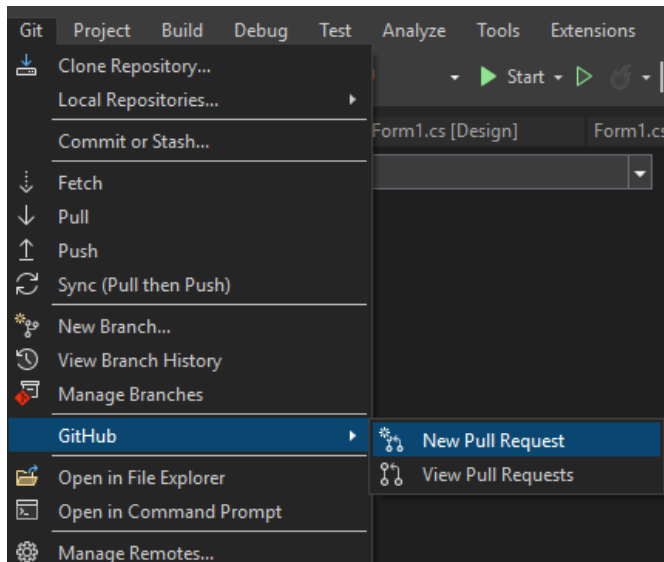 Git Project Build Debug Test Analyze Tools Extensions
Clone Repository...
Start
Local Repositories...
Form1.cs [Design] Form1.cs
Commit or Stash...
Fetch
Pull
Push
Sync (Pull then Push)
New Branch...
View Branch History
Manage Branches
GitHub
New Pull Request
View Pull Requests
Open in File Explorer
Open in Command Prompt
Manage Remotes...